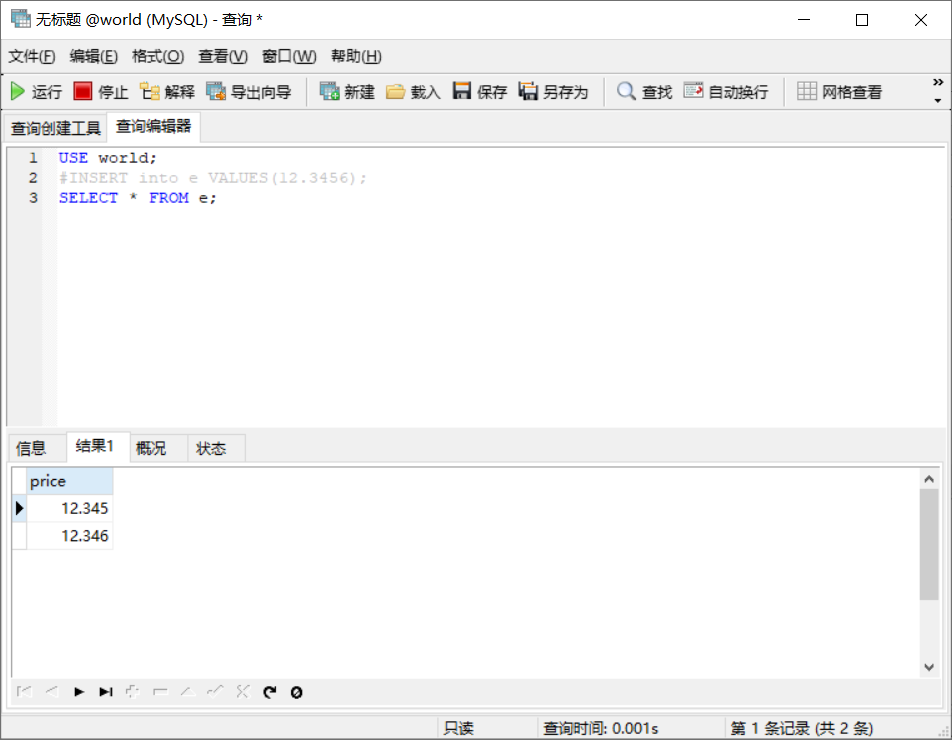 无标题 @world (MySQL) - 查询 *
文件(F) 编辑(E) 格式(O) 查看(V) 窗口(W) 帮助(H)
运行 停止 解释 导出向导 新建 载入 保存 另存为 查找 自动换行 网格查看 »
查询创建工具 查询编辑器
1 USE world;
2 #INSERT into e VALUES(12.3456);
3 SELECT * FROM e;
信息 结果1 概况 状态
price
12.345
12.346
只读 查询时间: 0.001s 第 1 条记录 (共 2 条)